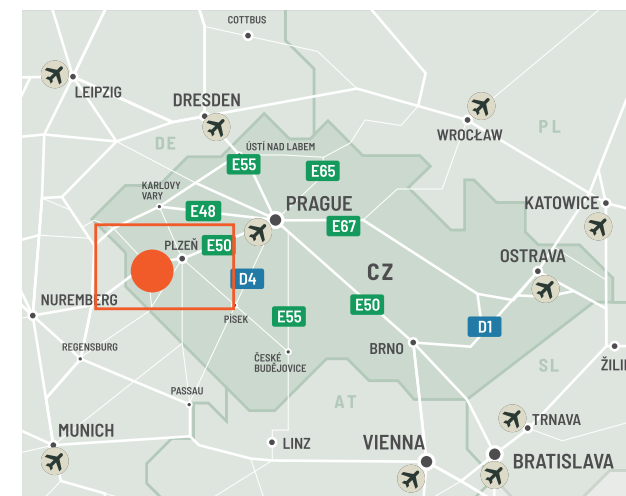 COTTBUS
LEIPZIG
DRESDEN
WROCŁAW
PL
DE
ÚSTÍ NAD LABEM
E55
E65
KARLOVY
VARY
E48
PRAGUE
KATOWICE
E67
PLZEŇ
E50
CZ
OSTRAVA
D4
NUREMBERG
E50
PÍSEK
E55
D1
REGENSBURG
BRNO
ČESKÉ
BUDĚJOVICE
SL
ŽILI
PASSAU
AT
TRNAVA
MUNICH
LINZ
VIENNA
BRATISLAVA